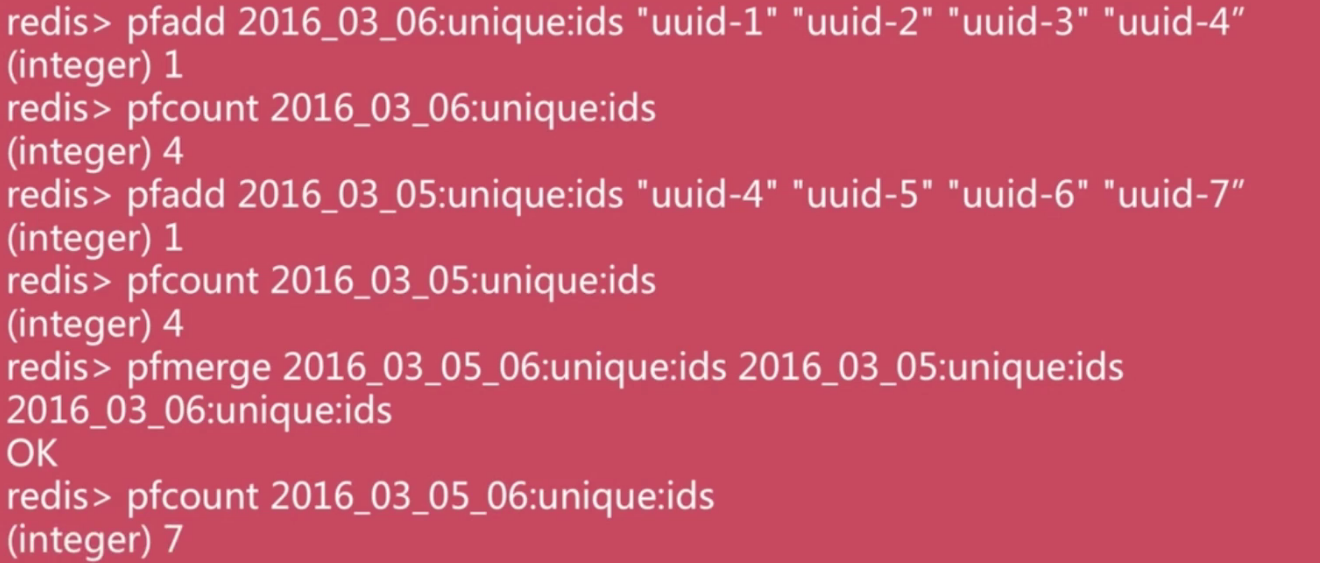 redis> pfadd 2016_03_06:unique:ids "uuid-1" "uuid-2" "uuid-3" "uuid-4”
(integer) 1
redis> pfcount 2016_03_06:unique:ids
(integer) 4
redis> pfadd 2016_03_05:unique:ids "uuid-4" "uuid-5" "uuid-6" "uuid-7”
(integer) 1
redis> pfcount 2016_03_05:unique:ids
(integer) 4
redis> pfmerge 2016_03_05_06:unique:ids 2016_03_05:unique:ids
2016_03_06:unique:ids
OK
redis> pfcount 2016_03_05_06:unique:ids
(integer) 7